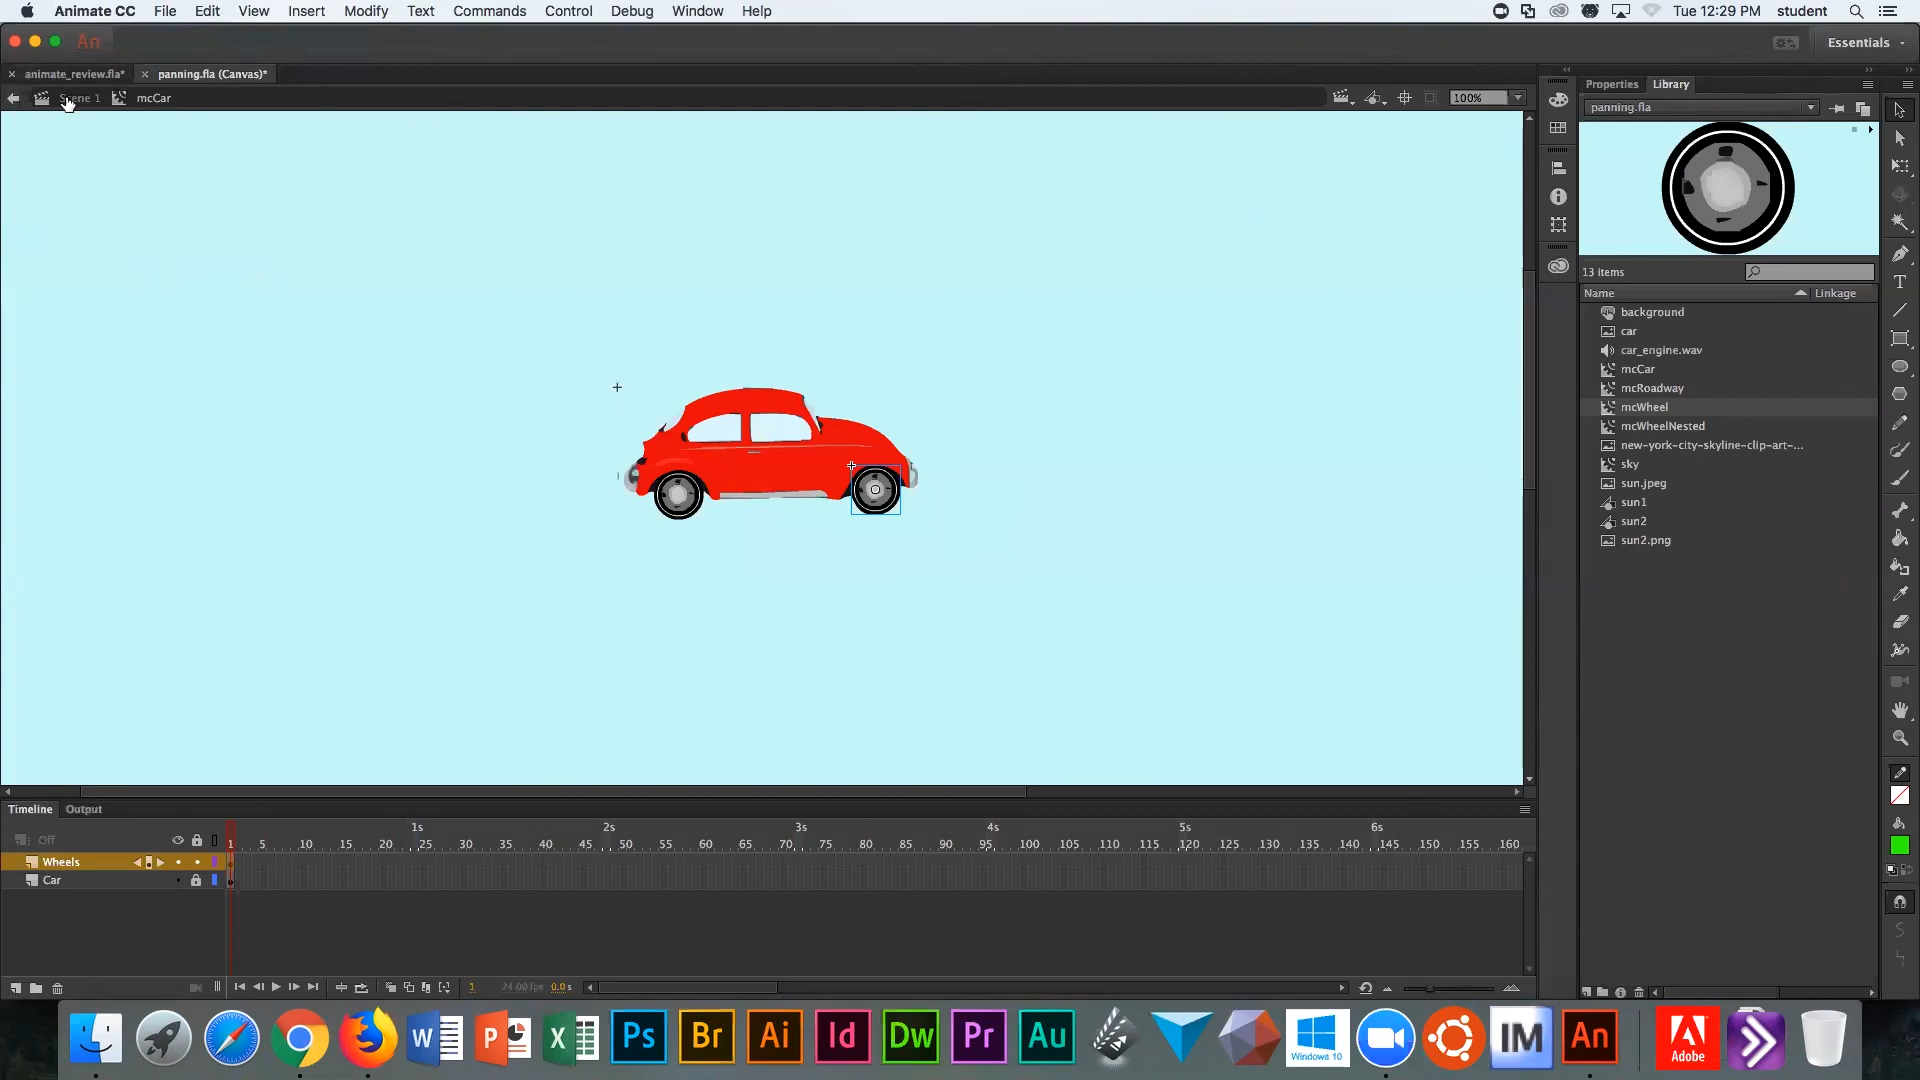 Animate CC File Edit View Insert Modify Text Commands Control Debug Window Help
Tue 12:29 PM student
An
Essentials
animate_review.fla*
panning.fla (Canvas)*
Scene 1
mcCar
100%
Properties
Library
panning.fla
13 items
Name
Linkage
background
car
car_engine.wav
mcCar
mcRoadway
mcWheel
mcWheelNested
new-york-city-skyline-clip-art-...
sky
sun.jpeg
sun1
sun2
sun2.png
T
Timeline
Output
1s 2s 3s 4s 5s 6s
Off
1 5 10 15 20 25 30 35 40 45 50 55 60 65 70 75 80 85 90 95 100 105 110 115 120 125 130 135 140 145 150 155 160
Wheels
Car
1 24.00 fps 0.0 s
W
P
X
Ps
Br
Ai
Id
Dw
Pr
Au
Windows 10
IM
An
Adobe